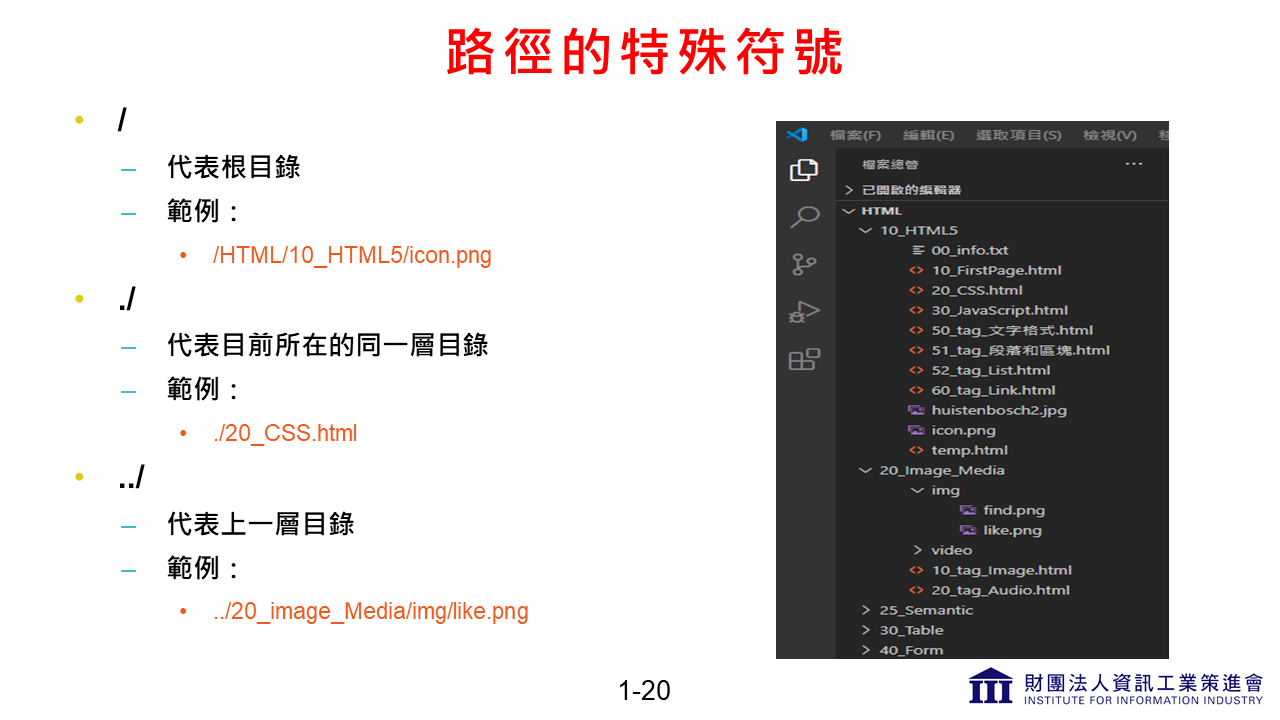 路徑的特殊符號
• /
– 代表根目錄
– 範例：
• /HTML/10_HTML5/icon.png
• ./
– 代表目前所在的同一層目錄
– 範例：
• ./20_CSS.html
• ../
– 代表上一層目錄
– 範例：
• ../20_image_Media/img/like.png
檔案(F) 編輯(E) 選取項目(S) 檢視(V)
檔案總管 ...
已開啟的編輯器
HTML
10_HTML5
00_info.txt
10_FirstPage.html
20_CSS.html
30_JavaScript.html
50_tag_文字格式.html
51_tag_段落和區塊.html
52_tag_List.html
60_tag_Link.html
huistenbosch2.jpg
icon.png
temp.html
20_Image_Media
img
find.png
like.png
video
10_tag_Image.html
20_tag_Audio.html
25_Semantic
30_Table
40_Form
1-20
財團法人資訊工業策進會
INSTITUTE FOR INFORMATION INDUSTRY